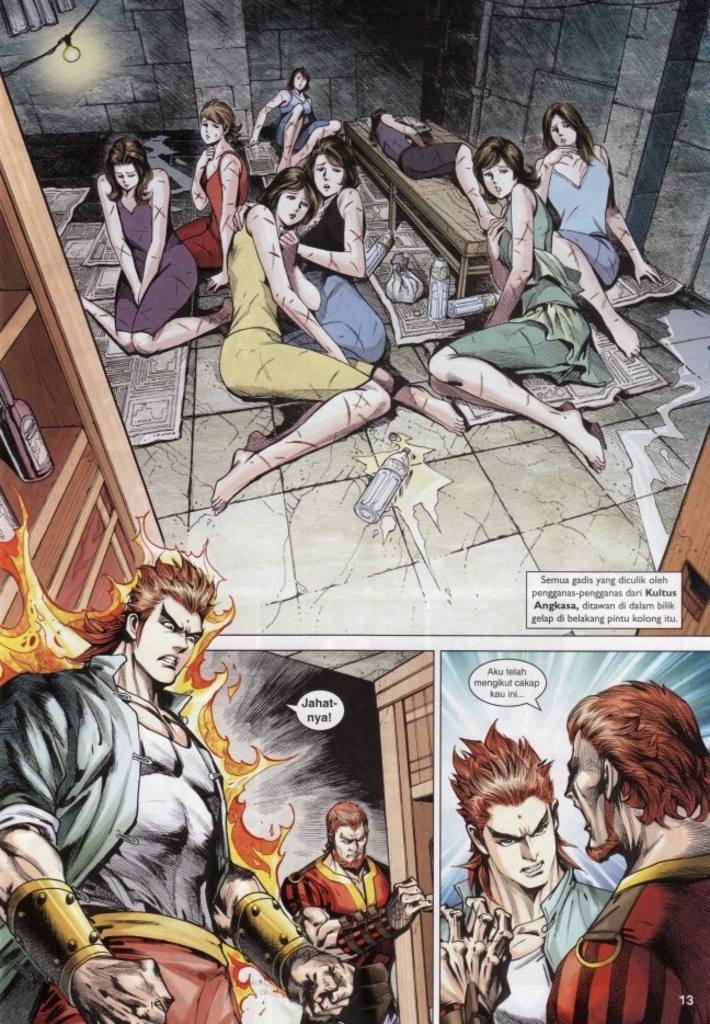 Semua gadis yang diculik oleh
pengganas-pengganas dari Kultus
Angkasa, ditawan di dalam bilik
gelap di belakang pintu kolong itu.
Jahat-
nya!
Aku telah
mengikut cakap
kau ini...
13